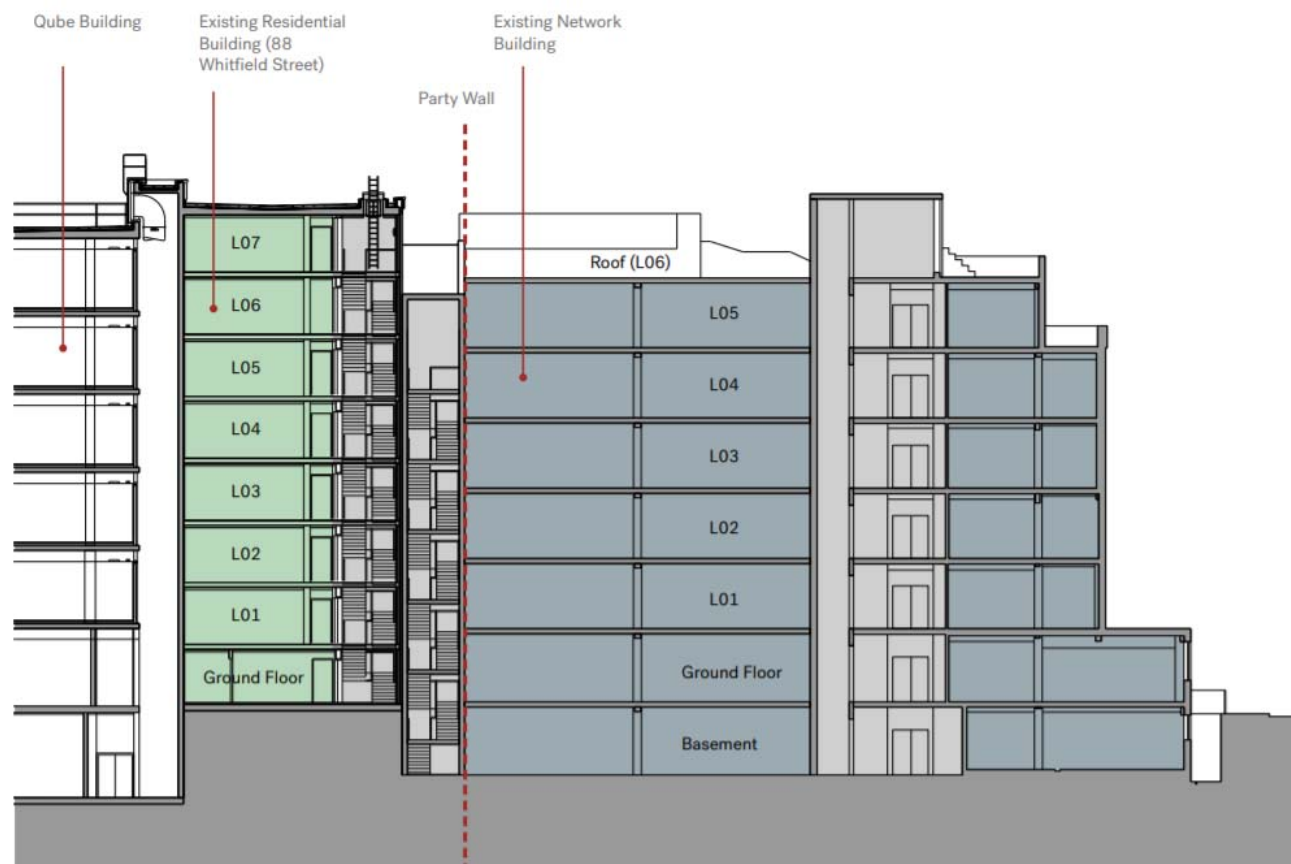 Qube Building
Existing Residential
Building (88
Whitfield Street)
Existing Network
Building
Party Wall
L07
L06
L05
L04
L03
L02
L01
Ground Floor
Roof (L06)
L05
L04
L03
L02
L01
Ground Floor
Basement